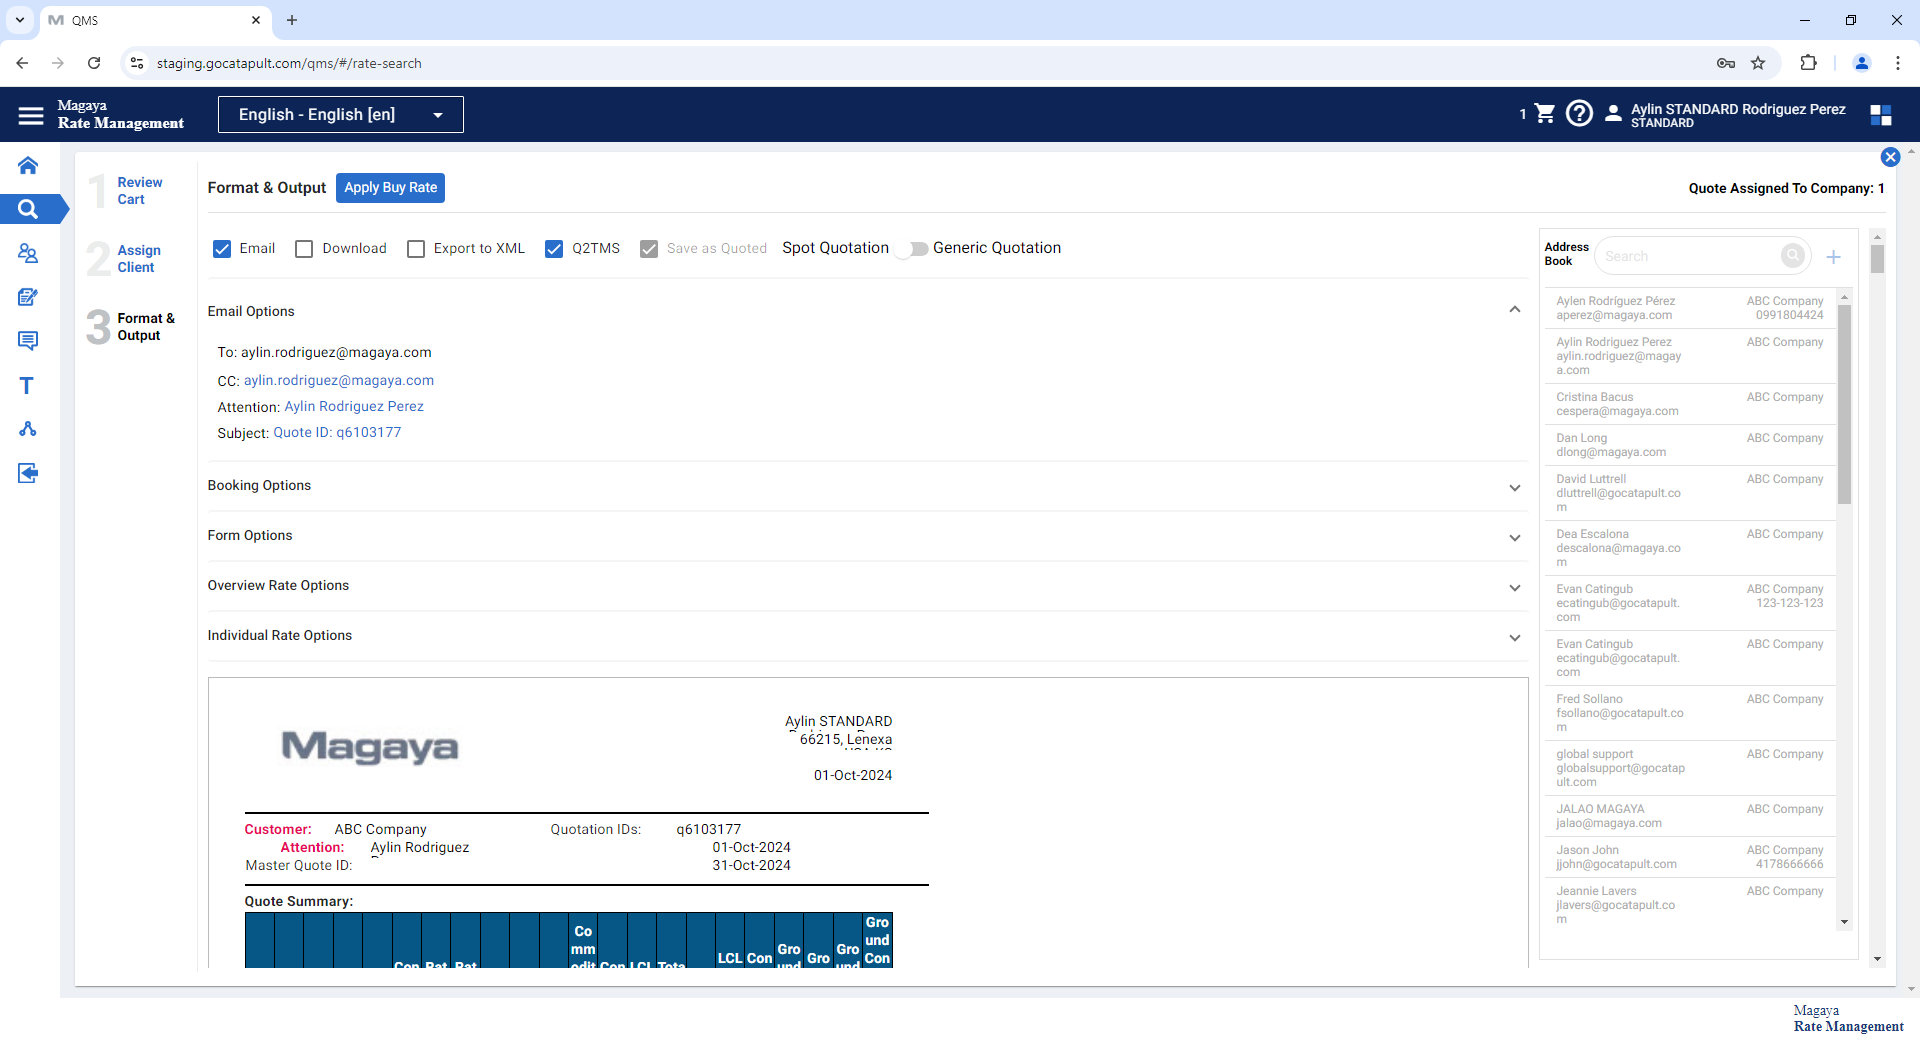 QMS
staging.gocatapult.com/qms/#/rate-search
Magaya
Rate Management
English - English [en]
1
Aylin STANDARD Rodriguez Perez
STANDARD
1
Review
Cart
2
Assign
Client
3
Format &
Output
Format & Output
Apply Buy Rate
Quote Assigned To Company: 1
Email
Download
Export to XML
Q2TMS
Save as Quoted
Spot Quotation
Generic Quotation
Email Options
To: aylin.rodriguez@magaya.com
CC: aylin.rodriguez@magaya.com
Attention: Aylin Rodriguez Perez
Subject: Quote ID: q6103177
Booking Options
Form Options
Overview Rate Options
Individual Rate Options
Magaya
Aylin STANDARD
66215, Lenexa
01-Oct-2024
Customer: ABC Company
Quotation IDs: q6103177
Attention: Aylin Rodriguez
01-Oct-2024
Master Quote ID:
31-Oct-2024
Quote Summary:
Con
Rat
Rat
Co
mm
odit
Con
LCL
Tota
LCL
Con
Gro
und
Gro
Gro
und
Gro
und
Con
Address
Book
Search
Aylen Rodríguez Pérez ABC Company
aperez@magaya.com 0991804424
Aylin Rodriguez Perez ABC Company
aylin.rodriguez@magay
a.com
Cristina Bacus ABC Company
cespera@magaya.com
Dan Long ABC Company
dlong@magaya.com
David Luttrell ABC Company
dluttrell@gocatapult.co
m
Dea Escalona ABC Company
descalona@magaya.co
m
Evan Catingub ABC Company
ecatingub@gocatapult. 123-123-123
com
Evan Catingub ABC Company
ecatingub@gocatapult.
com
Fred Sollano ABC Company
fsollano@gocatapult.co
m
global support ABC Company
globalsupport@gocatap
ult.com
JALAO MAGAYA ABC Company
jalao@magaya.com
Jason John ABC Company
jjohn@gocatapult.com 4178666666
Jeannie Lavers ABC Company
jlavers@gocatapult.co
m
Magaya
Rate Management